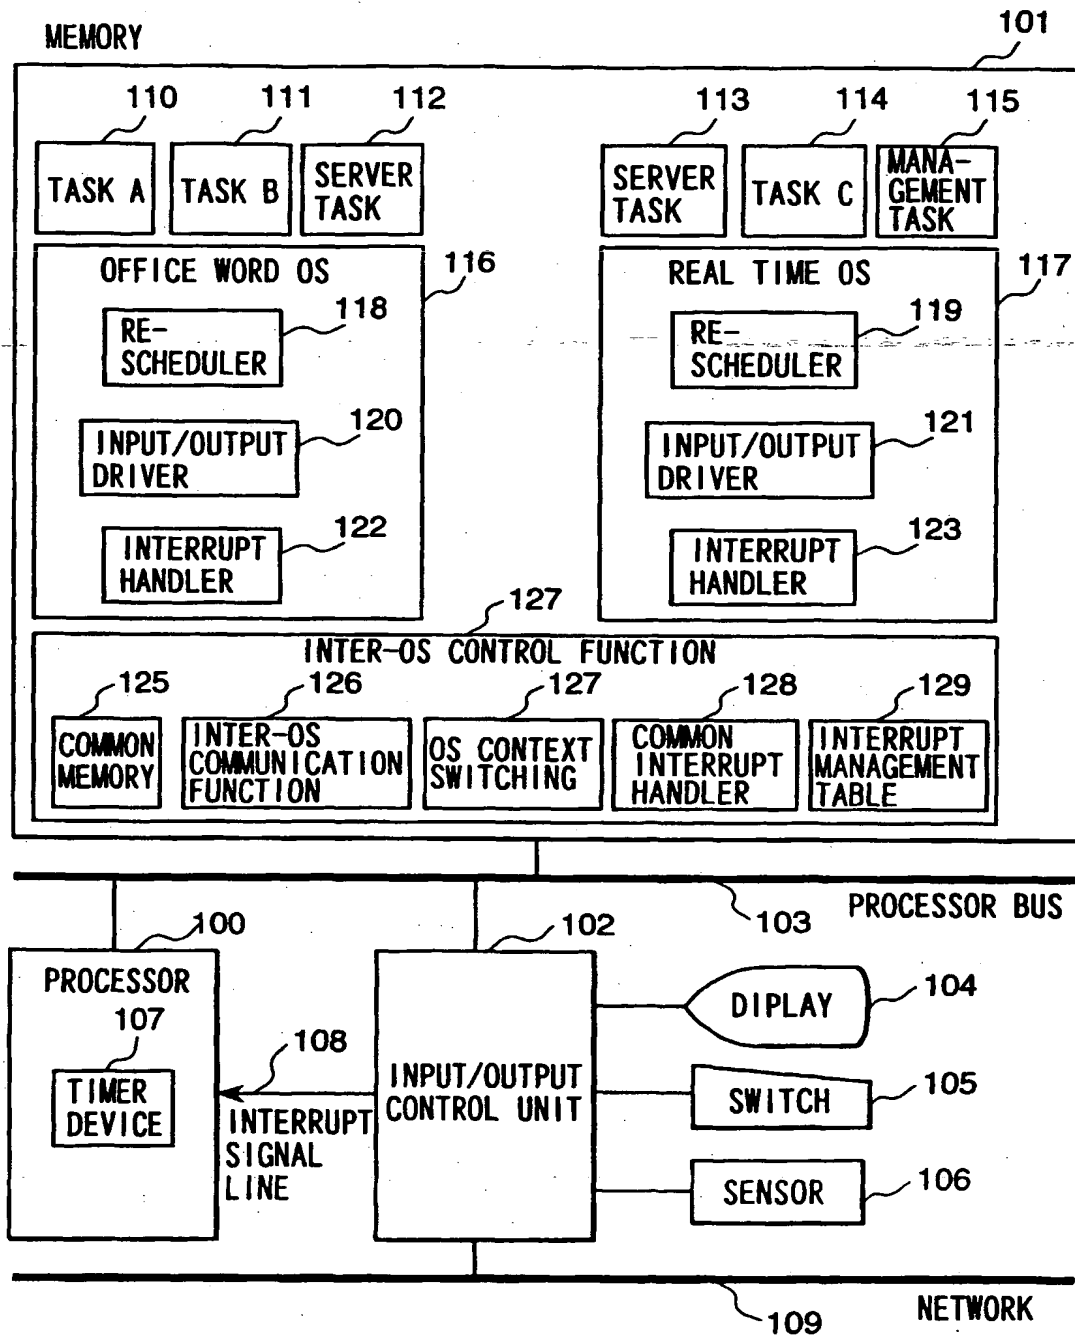 MEMORY
101
110
111
112
113
114
115
TASK A
TASK B
SERVER
TASK
SERVER
TASK
TASK C
MANA-
GEMENT
TASK
OFFICE WORD OS
116
REAL TIME OS
117
118
RE-
SCHEDULER
119
RE-
SCHEDULER
120
INPUT/OUTPUT
DRIVER
121
INPUT/OUTPUT
DRIVER
122
INTERRUPT
HANDLER
123
INTERRUPT
HANDLER
127
INTER-OS CONTROL FUNCTION
125
126
127
128
129
COMMON
MEMORY
INTER-OS
COMMUNICATION
FUNCTION
OS CONTEXT
SWITCHING
COMMON
INTERRUPT
HANDLER
INTERRUPT
MANAGEMENT
TABLE
103
PROCESSOR BUS
100
102
PROCESSOR
107
TIMER
DEVICE
108
INTERRUPT
SIGNAL
LINE
INPUT/OUTPUT
CONTROL UNIT
DIPLAY
104
SWITCH
105
SENSOR
106
109
NETWORK